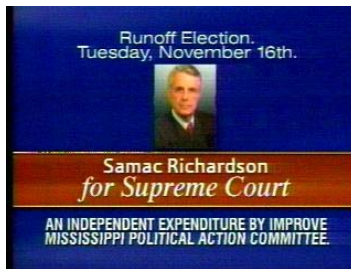 Runoff Election.
Tuesday, November 16th.
Samac Richardson
for Supreme Court
AN INDEPENDENT EXPENDITURE BY IMPROVE
MISSISSIPPI POLITICAL ACTION COMMITTEE.